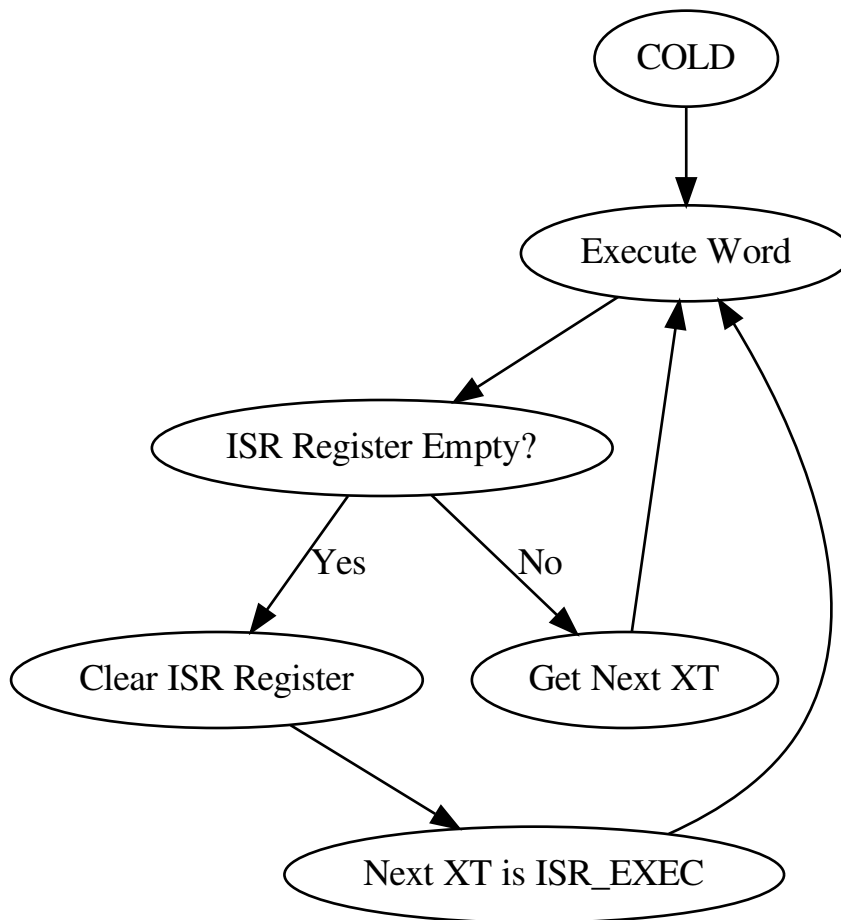 COLD
Execute Word
ISR Register Empty?
Yes
No
Clear ISR Register
Get Next XT
Next XT is ISR_EXEC